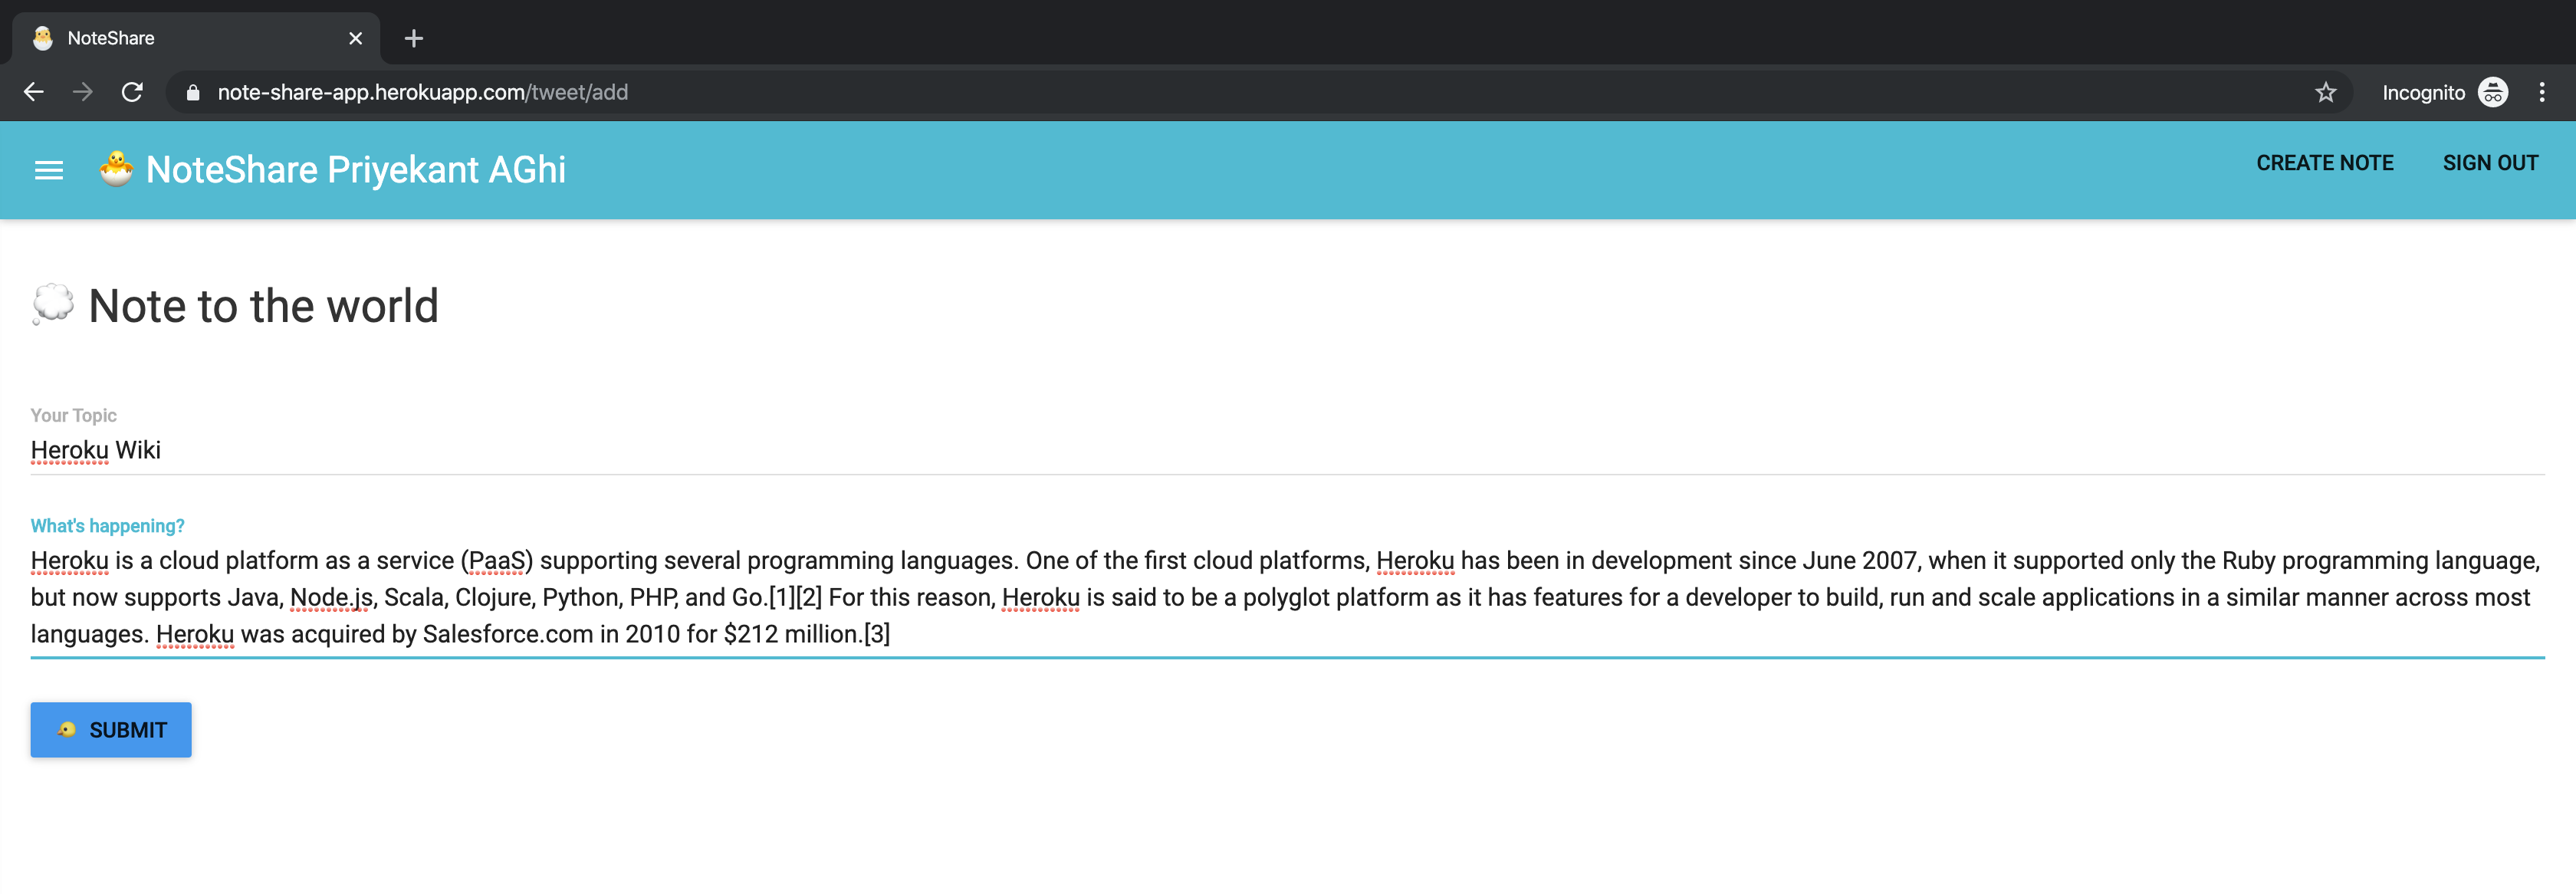 NoteShare
note-share-app.herokuapp.com/tweet/add
Incognito
NoteShare Priyekant AGhi
CREATE NOTE
SIGN OUT
Note to the world
Your Topic
Heroku Wiki
What's happening?
Heroku is a cloud platform as a service (PaaS) supporting several programming languages. One of the first cloud platforms, Heroku has been in development since June 2007, when it supported only the Ruby programming language,
but now supports Java, Node.js, Scala, Clojure, Python, PHP, and Go.[1][2] For this reason, Heroku is said to be a polyglot platform as it has features for a developer to build, run and scale applications in a similar manner across most
languages. Heroku was acquired by Salesforce.com in 2010 for $212 million.[3]
SUBMIT